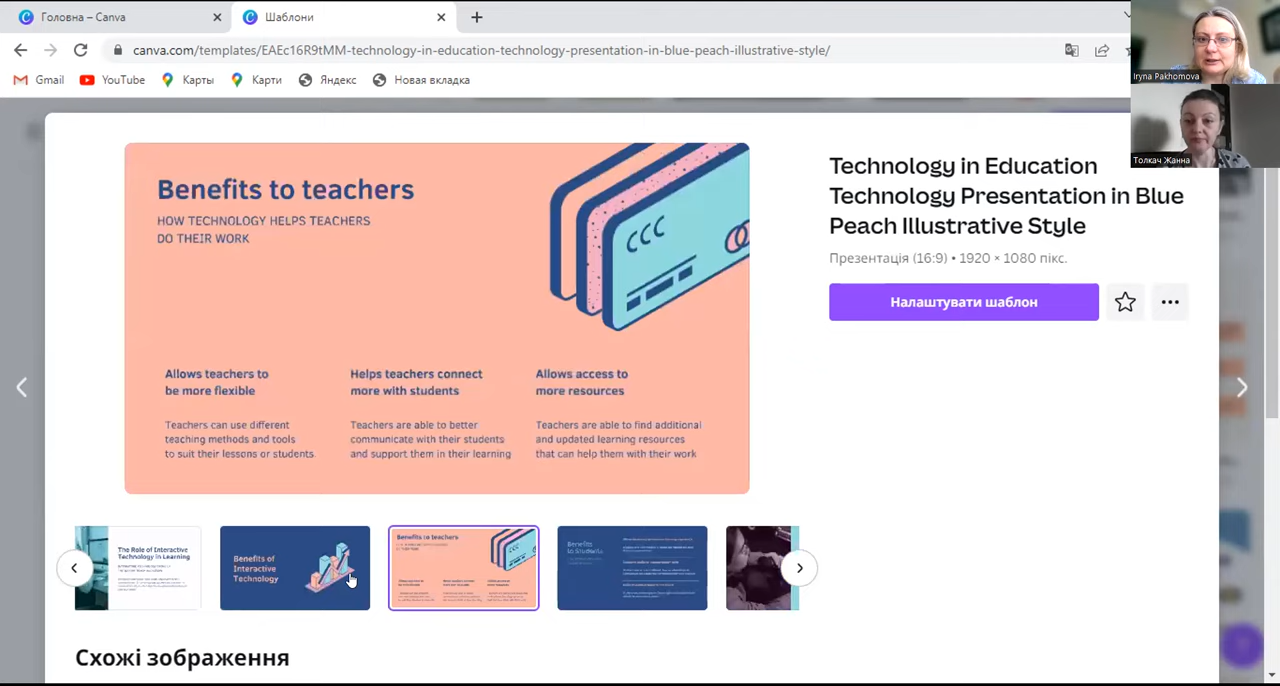 Головна – Canva
Шаблони
canva.com/templates/EAEc16R9tMM-technology-in-education-technology-presentation-in-blue-peach-illustrative-style/
Gmail
YouTube
Карты
Карти
Яндекс
Новая вкладка
Iryna Pakhomova
Толкач Жанна
Benefits to teachers
HOW TECHNOLOGY HELPS TEACHERS
DO THEIR WORK
Allows teachers to
be more flexible
Teachers can use different
teaching methods and tools
to suit their lessons or students.
Helps teachers connect
more with students
Teachers are able to better
communicate with their students
and support them in their learning
Allows access to
more resources
Teachers are able to find additional
and updated learning resources
that can help them with their work
Technology in Education
Technology Presentation in Blue
Peach Illustrative Style
Презентація (16:9) • 1920 × 1080 пікс.
Налаштувати шаблон
The Role of Interactive
Technology in Learning
Benefits of
Interactive
Technology
Benefits to teachers
Benefits
to Students
Схожі зображення